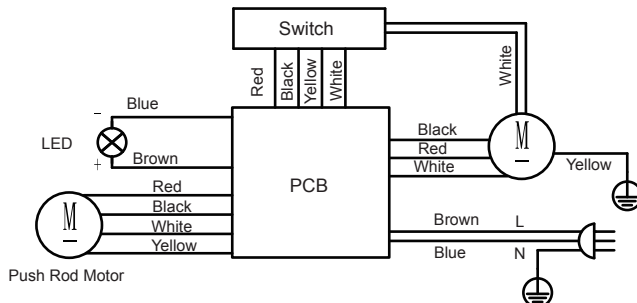 Switch
Red
Black
Yellow
White
White
Blue
−
LED
+
Brown
PCB
Black
Red
White
M
Yellow
Red
Black
White
Yellow
M
Push Rod Motor
Brown L
Blue N